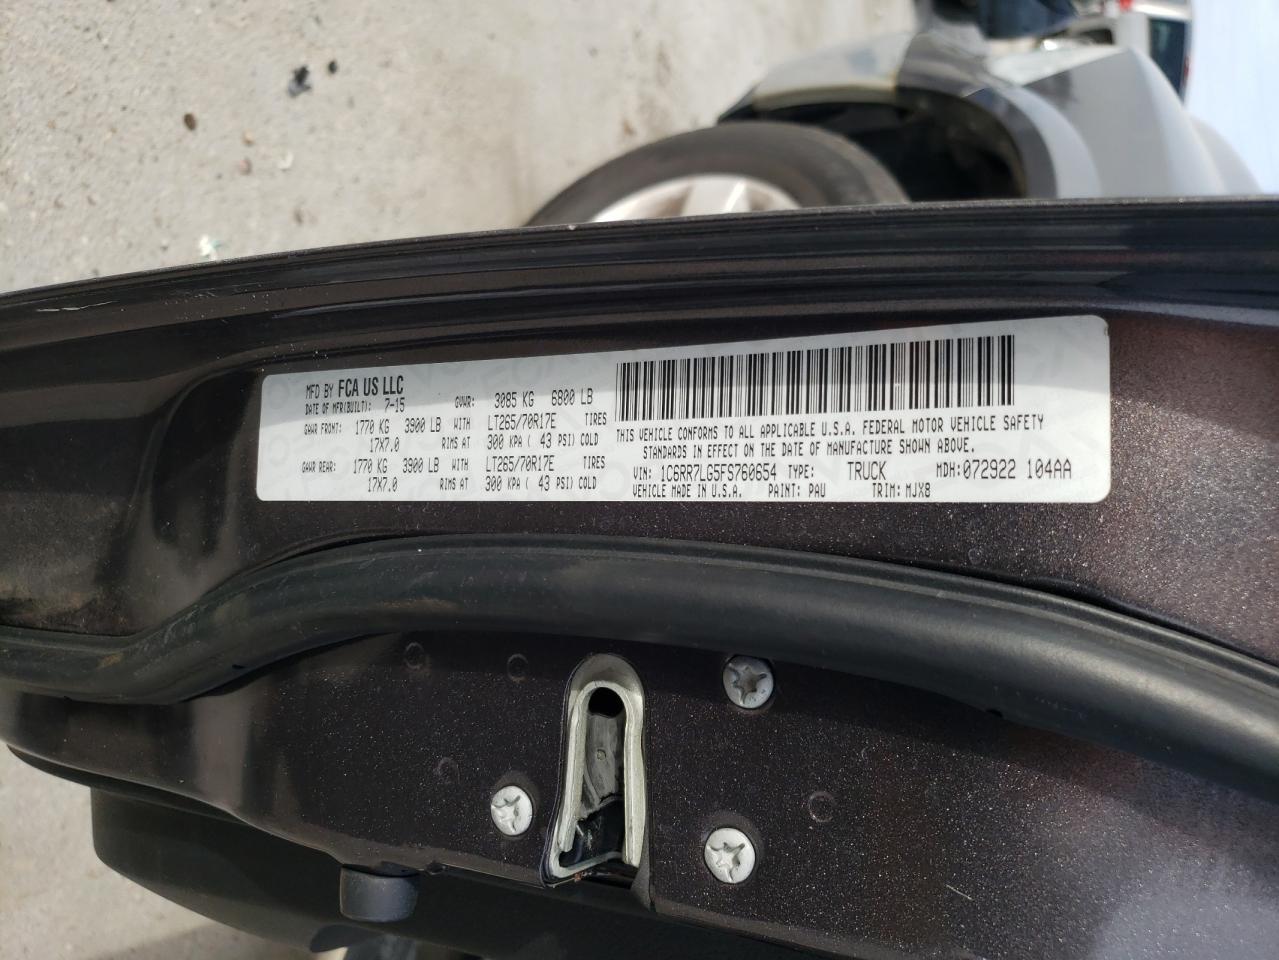 MFD BY FCA US LLC
DATE OF MFR(BUILT): 7-15 GVWR: 3085 KG 6800 LB
GAWR FRONT: 1770 KG 3900 LB WITH LT265/70R17E TIRES
17X7.0 RIMS AT 300 KPA ( 43 PSI) COLD
GAWR REAR: 1770 KG 3900 LB WITH LT265/70R17E TIRES
17X7.0 RIMS AT 300 KPA ( 43 PSI) COLD
THIS VEHICLE CONFORMS TO ALL APPLICABLE U.S.A. FEDERAL MOTOR VEHICLE SAFETY
STANDARDS IN EFFECT ON THE DATE OF MANUFACTURE SHOWN ABOVE.
VIN: 1C6RR7LG5FS760654 TYPE: TRUCK MDH: 072922 104AA
VEHICLE MADE IN U.S.A. PAINT: PAU TRIM: MJX8